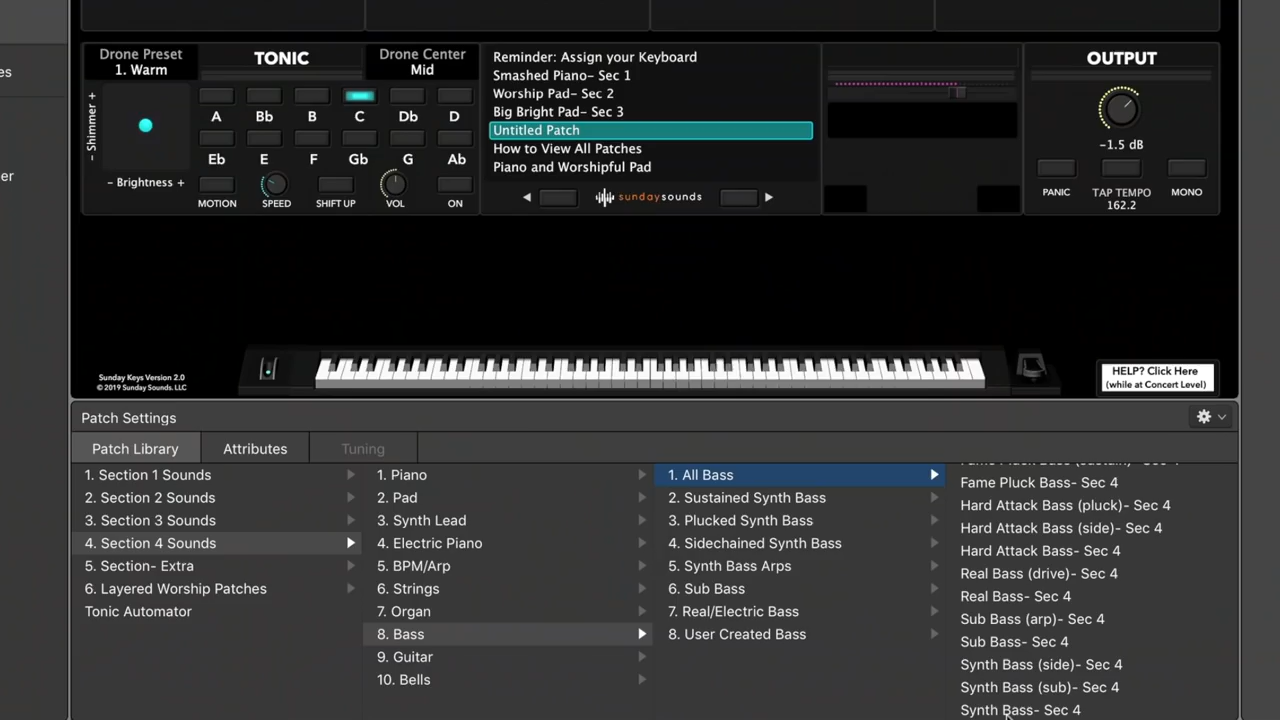 es
er
Drone Preset
1. Warm
TONIC
Drone Center
Mid
- Shimmer +
- Brightness +
A
Bb
B
C
Db
D
Eb
E
F
Gb
G
Ab
MOTION
SPEED
SHIFT UP
VOL
ON
Reminder: Assign your Keyboard
Smashed Piano- Sec 1
Worship Pad- Sec 2
Big Bright Pad- Sec 3
Untitled Patch
How to View All Patches
Piano and Worshipful Pad
sundaysounds
OUTPUT
-1.5 dB
PANIC
TAP TEMPO
162.2
MONO
Sunday Keys Version 2.0
© 2019 Sunday Sounds, LLC
HELP? Click Here
(while at Concert Level)
Patch Settings
Patch Library
Attributes
Tuning
1. Section 1 Sounds
2. Section 2 Sounds
3. Section 3 Sounds
4. Section 4 Sounds
5. Section- Extra
6. Layered Worship Patches
Tonic Automator
1. Piano
2. Pad
3. Synth Lead
4. Electric Piano
5. BPM/Arp
6. Strings
7. Organ
8. Bass
9. Guitar
10. Bells
1. All Bass
2. Sustained Synth Bass
3. Plucked Synth Bass
4. Sidechained Synth Bass
5. Synth Bass Arps
6. Sub Bass
7. Real/Electric Bass
8. User Created Bass
Fame Pluck Bass (sustain)- Sec 4
Fame Pluck Bass- Sec 4
Hard Attack Bass (pluck)- Sec 4
Hard Attack Bass (side)- Sec 4
Hard Attack Bass- Sec 4
Real Bass (drive)- Sec 4
Real Bass- Sec 4
Sub Bass (arp)- Sec 4
Sub Bass- Sec 4
Synth Bass (side)- Sec 4
Synth Bass (sub)- Sec 4
Synth Bass- Sec 4